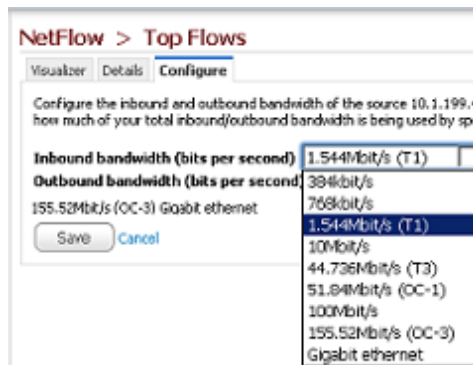 NetFlow > Top Flows
Visualizer Details Configure
Configure the inbound and outbound bandwidth of the source 10.1.199.
how much of your total inbound/outbound bandwidth is being used by sp
Inbound bandwidth (bits per second) 1.544Mbit/s (T1)
Outbound bandwidth (bits per second)
384kbit/s
155.52Mbit/s (OC-3) Gigabit ethernet
768kbit/s
1.544Mbit/s (T1)
Save Cancel
10Mbit/s
44.736Mbit/s (T3)
51.84Mbit/s (OC-1)
100Mbit/s
155.52Mbit/s (OC-3)
Gigabit ethernet